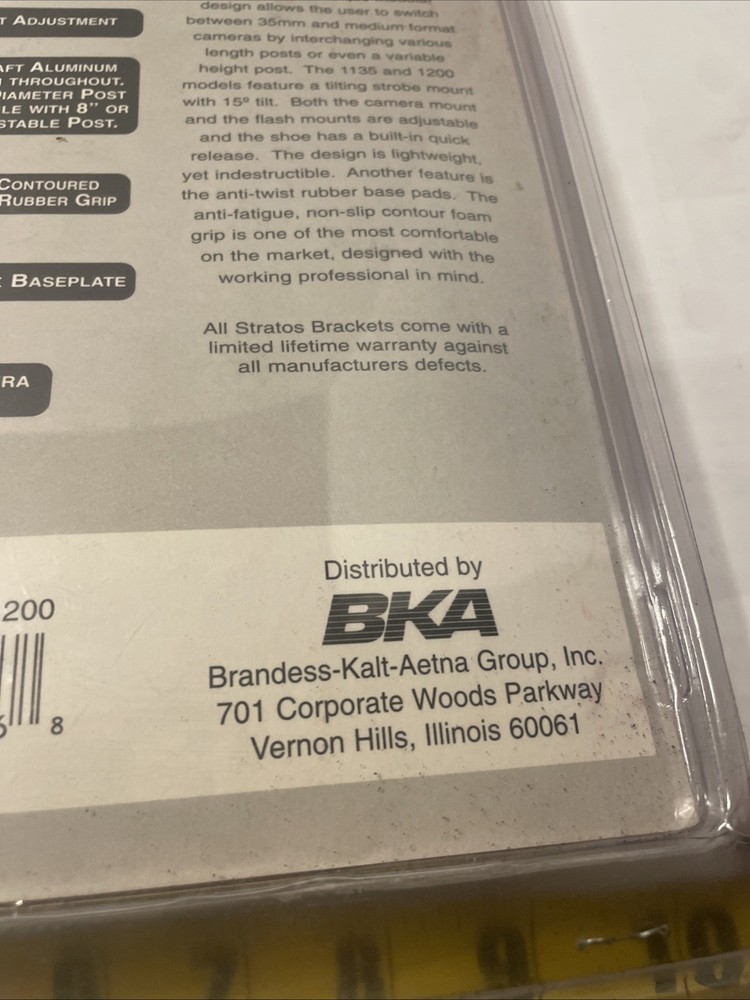 T ADJUSTMENT
AFT ALUMINUM
THROUGHOUT.
DIAMETER POST
LE WITH 8" OR
STABLE POST.
CONTOURED
RUBBER GRIP
BASEPLATE
RA
design allows the user to switch
between 35mm and medium format
cameras by interchanging various
length posts or even a variable
height post. The 1135 and 1200
models feature a tilting strobe mount
with 15º tilt. Both the camera mount
and the flash mounts are adjustable
and the shoe has a built-in quick
release. The design is lightweight,
yet indestructible. Another feature is
the anti-twist rubber base pads. The
anti-fatigue, non-slip contour foam
grip is one of the most comfortable
on the market, designed with the
working professional in mind.
All Stratos Brackets come with a
limited lifetime warranty against
all manufacturers defects.
200
8
Distributed by
BKA
Brandess-Kalt-Aetna Group, Inc.
701 Corporate Woods Parkway
Vernon Hills, Illinois 60061
7 8 9 10